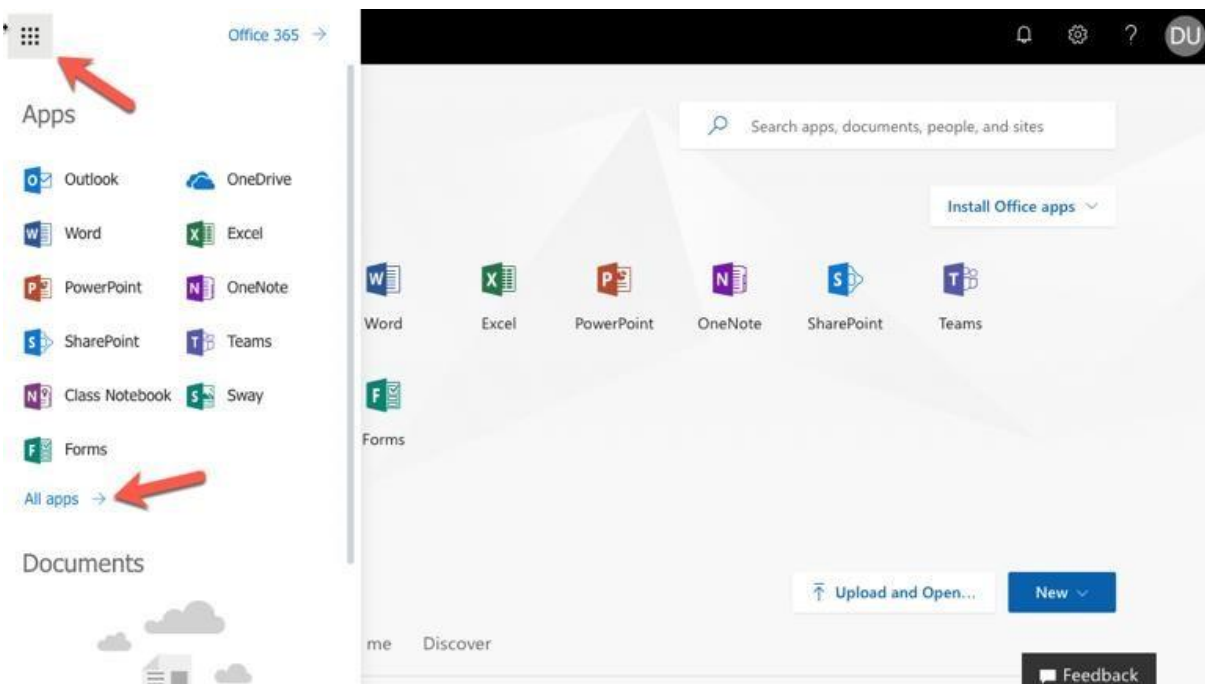 Office 365 →
DU
Apps
Search apps, documents, people, and sites
Outlook
OneDrive
Install Office apps
Word
Excel
PowerPoint
OneNote
SharePoint
Teams
Class Notebook
Sway
Forms
All apps →
Word
Excel
PowerPoint
OneNote
SharePoint
Teams
Forms
Documents
Upload and Open...
New
me
Discover
Feedback